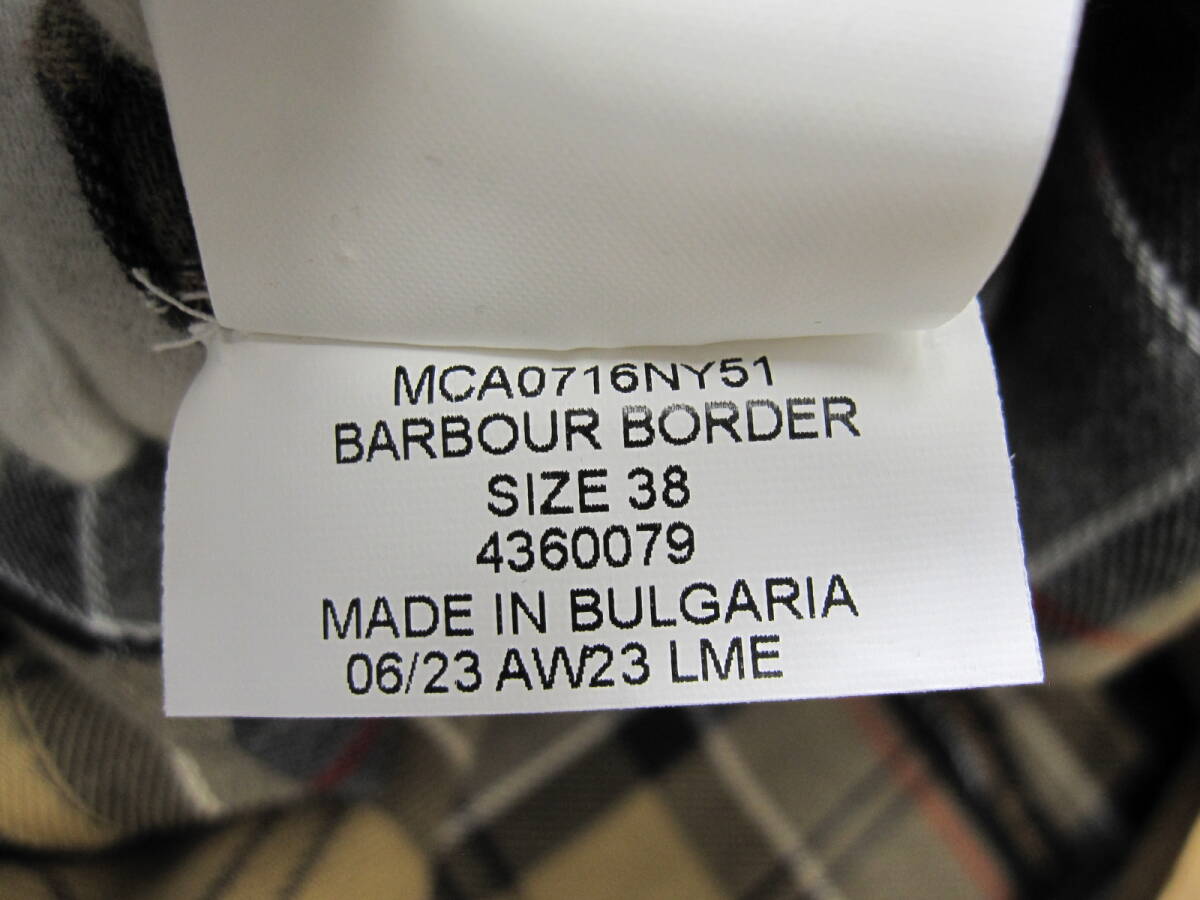 MCA0716NY51
BARBOUR BORDER
SIZE 38
4360079
MADE IN BULGARIA
06/23 AW23 LME